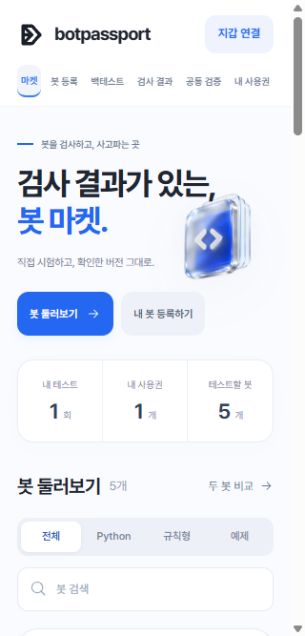 botpassport
지갑 연결
마켓 봇 등록 백테스트 검사 결과 공통 검증 내 사용권
봇을 검사하고, 사고파는 곳
검사 결과가 있는,
봇 마켓.
직접 시험하고, 확인한 버전 그대로.
봇 둘러보기 →
내 봇 등록하기
내 테스트 내 사용권 테스트할 봇
1 회 1 개 5 개
봇 둘러보기 5개 두 봇 비교 →
전체 Python 규칙형 예제
봇 검색